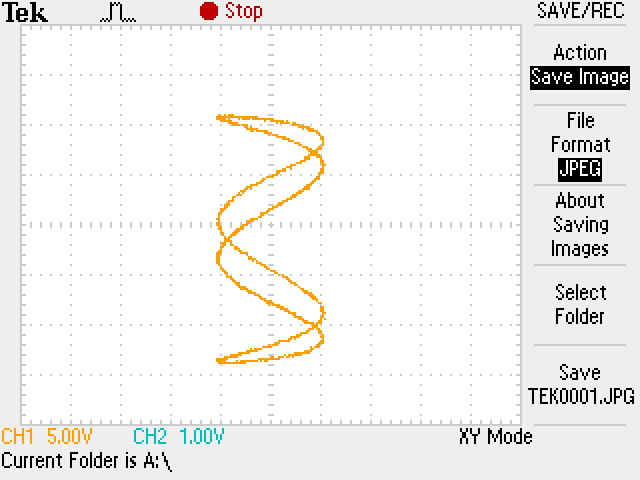 Tek Stop SAVE/REC
Action
Save Image
File
Format
JPEG
About
Saving
Images
Select
Folder
Save
TEK0001.JPG
CH1 5.00V CH2 1.00V XY Mode
Current Folder is A:\